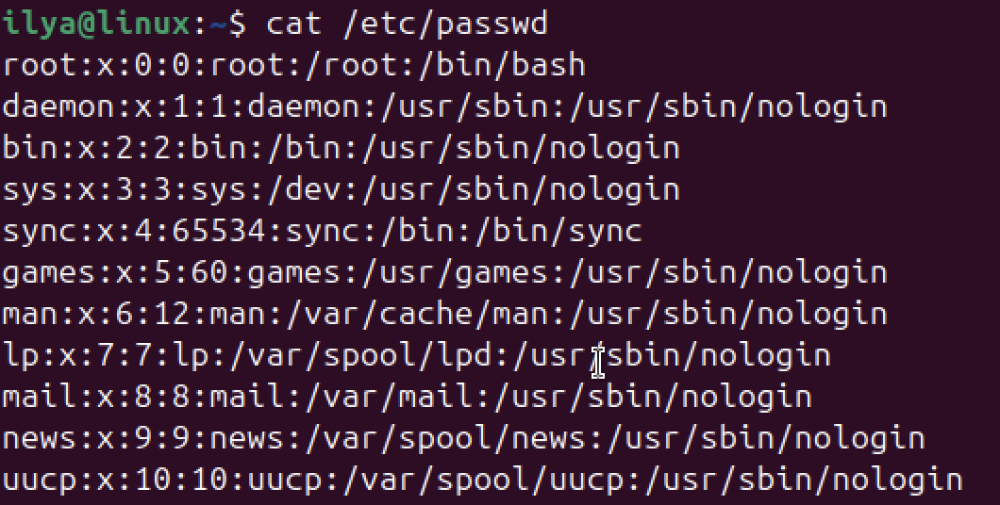 ilya@linux:~$ cat /etc/passwd
root:x:0:0:root:/root:/bin/bash
daemon:x:1:1:daemon:/usr/sbin:/usr/sbin/nologin
bin:x:2:2:bin:/bin:/usr/sbin/nologin
sys:x:3:3:sys:/dev:/usr/sbin/nologin
sync:x:4:65534:sync:/bin:/bin/sync
games:x:5:60:games:/usr/games:/usr/sbin/nologin
man:x:6:12:man:/var/cache/man:/usr/sbin/nologin
lp:x:7:7:lp:/var/spool/lpd:/usr/sbin/nologin
mail:x:8:8:mail:/var/mail:/usr/sbin/nologin
news:x:9:9:news:/var/spool/news:/usr/sbin/nologin
uucp:x:10:10:uucp:/var/spool/uucp:/usr/sbin/nologin